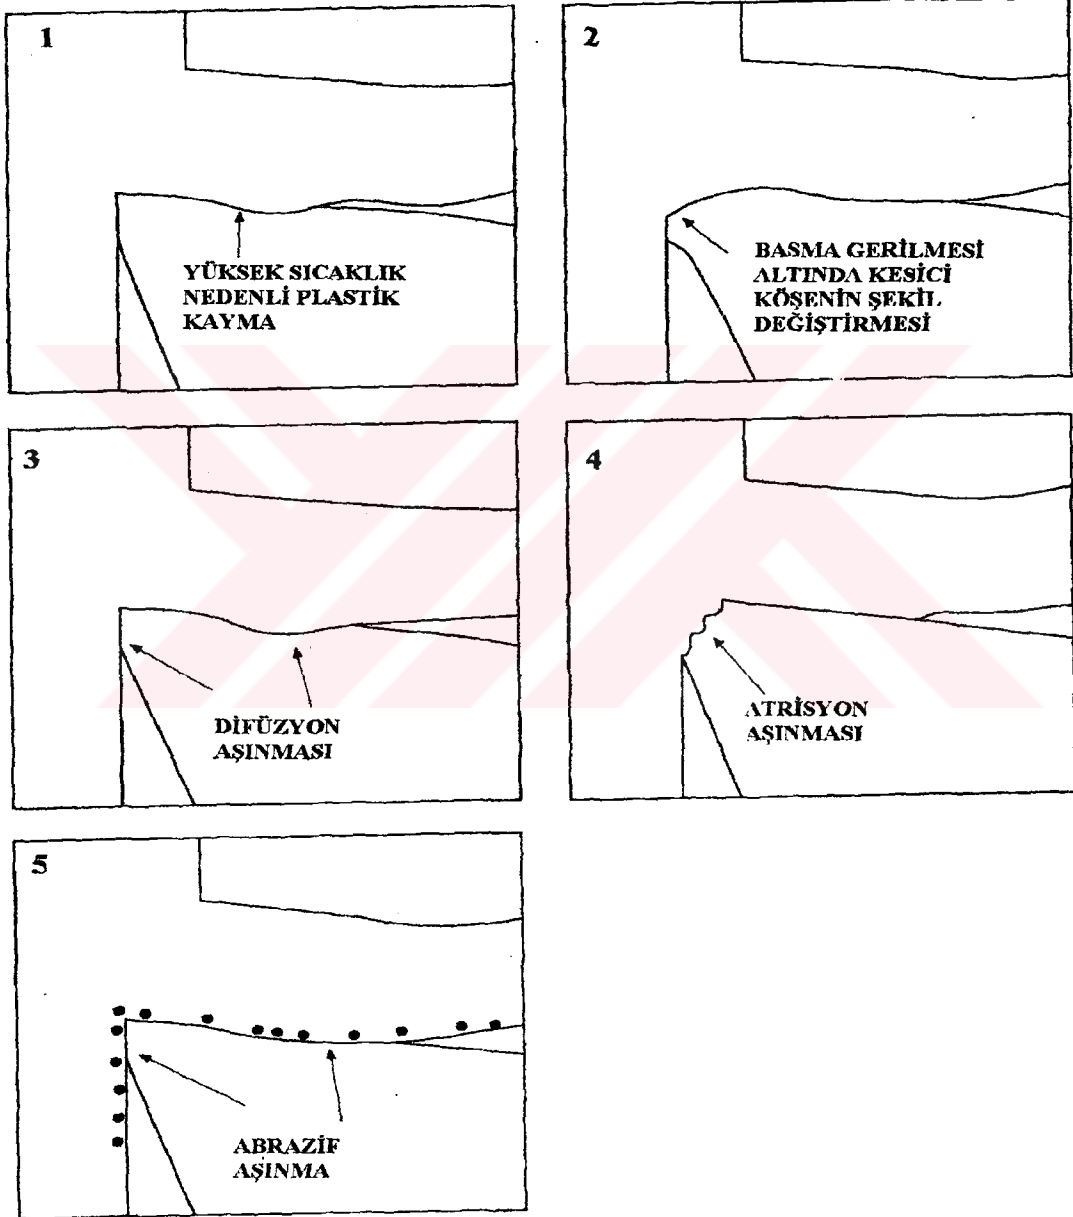 1
YÜKSEK SICAKLIK
NEDENLİ PLASTİK
KAYMA
2
BASMA GERİLMESİ
ALTINDA KESİCİ
KÖŞENİN ŞEKİL
DEĞİŞTİRMESİ
3
DİFÜZYON
AŞINMASI
4
ATRİSYON
AŞINMASI
5
ABRAZİF
AŞINMA